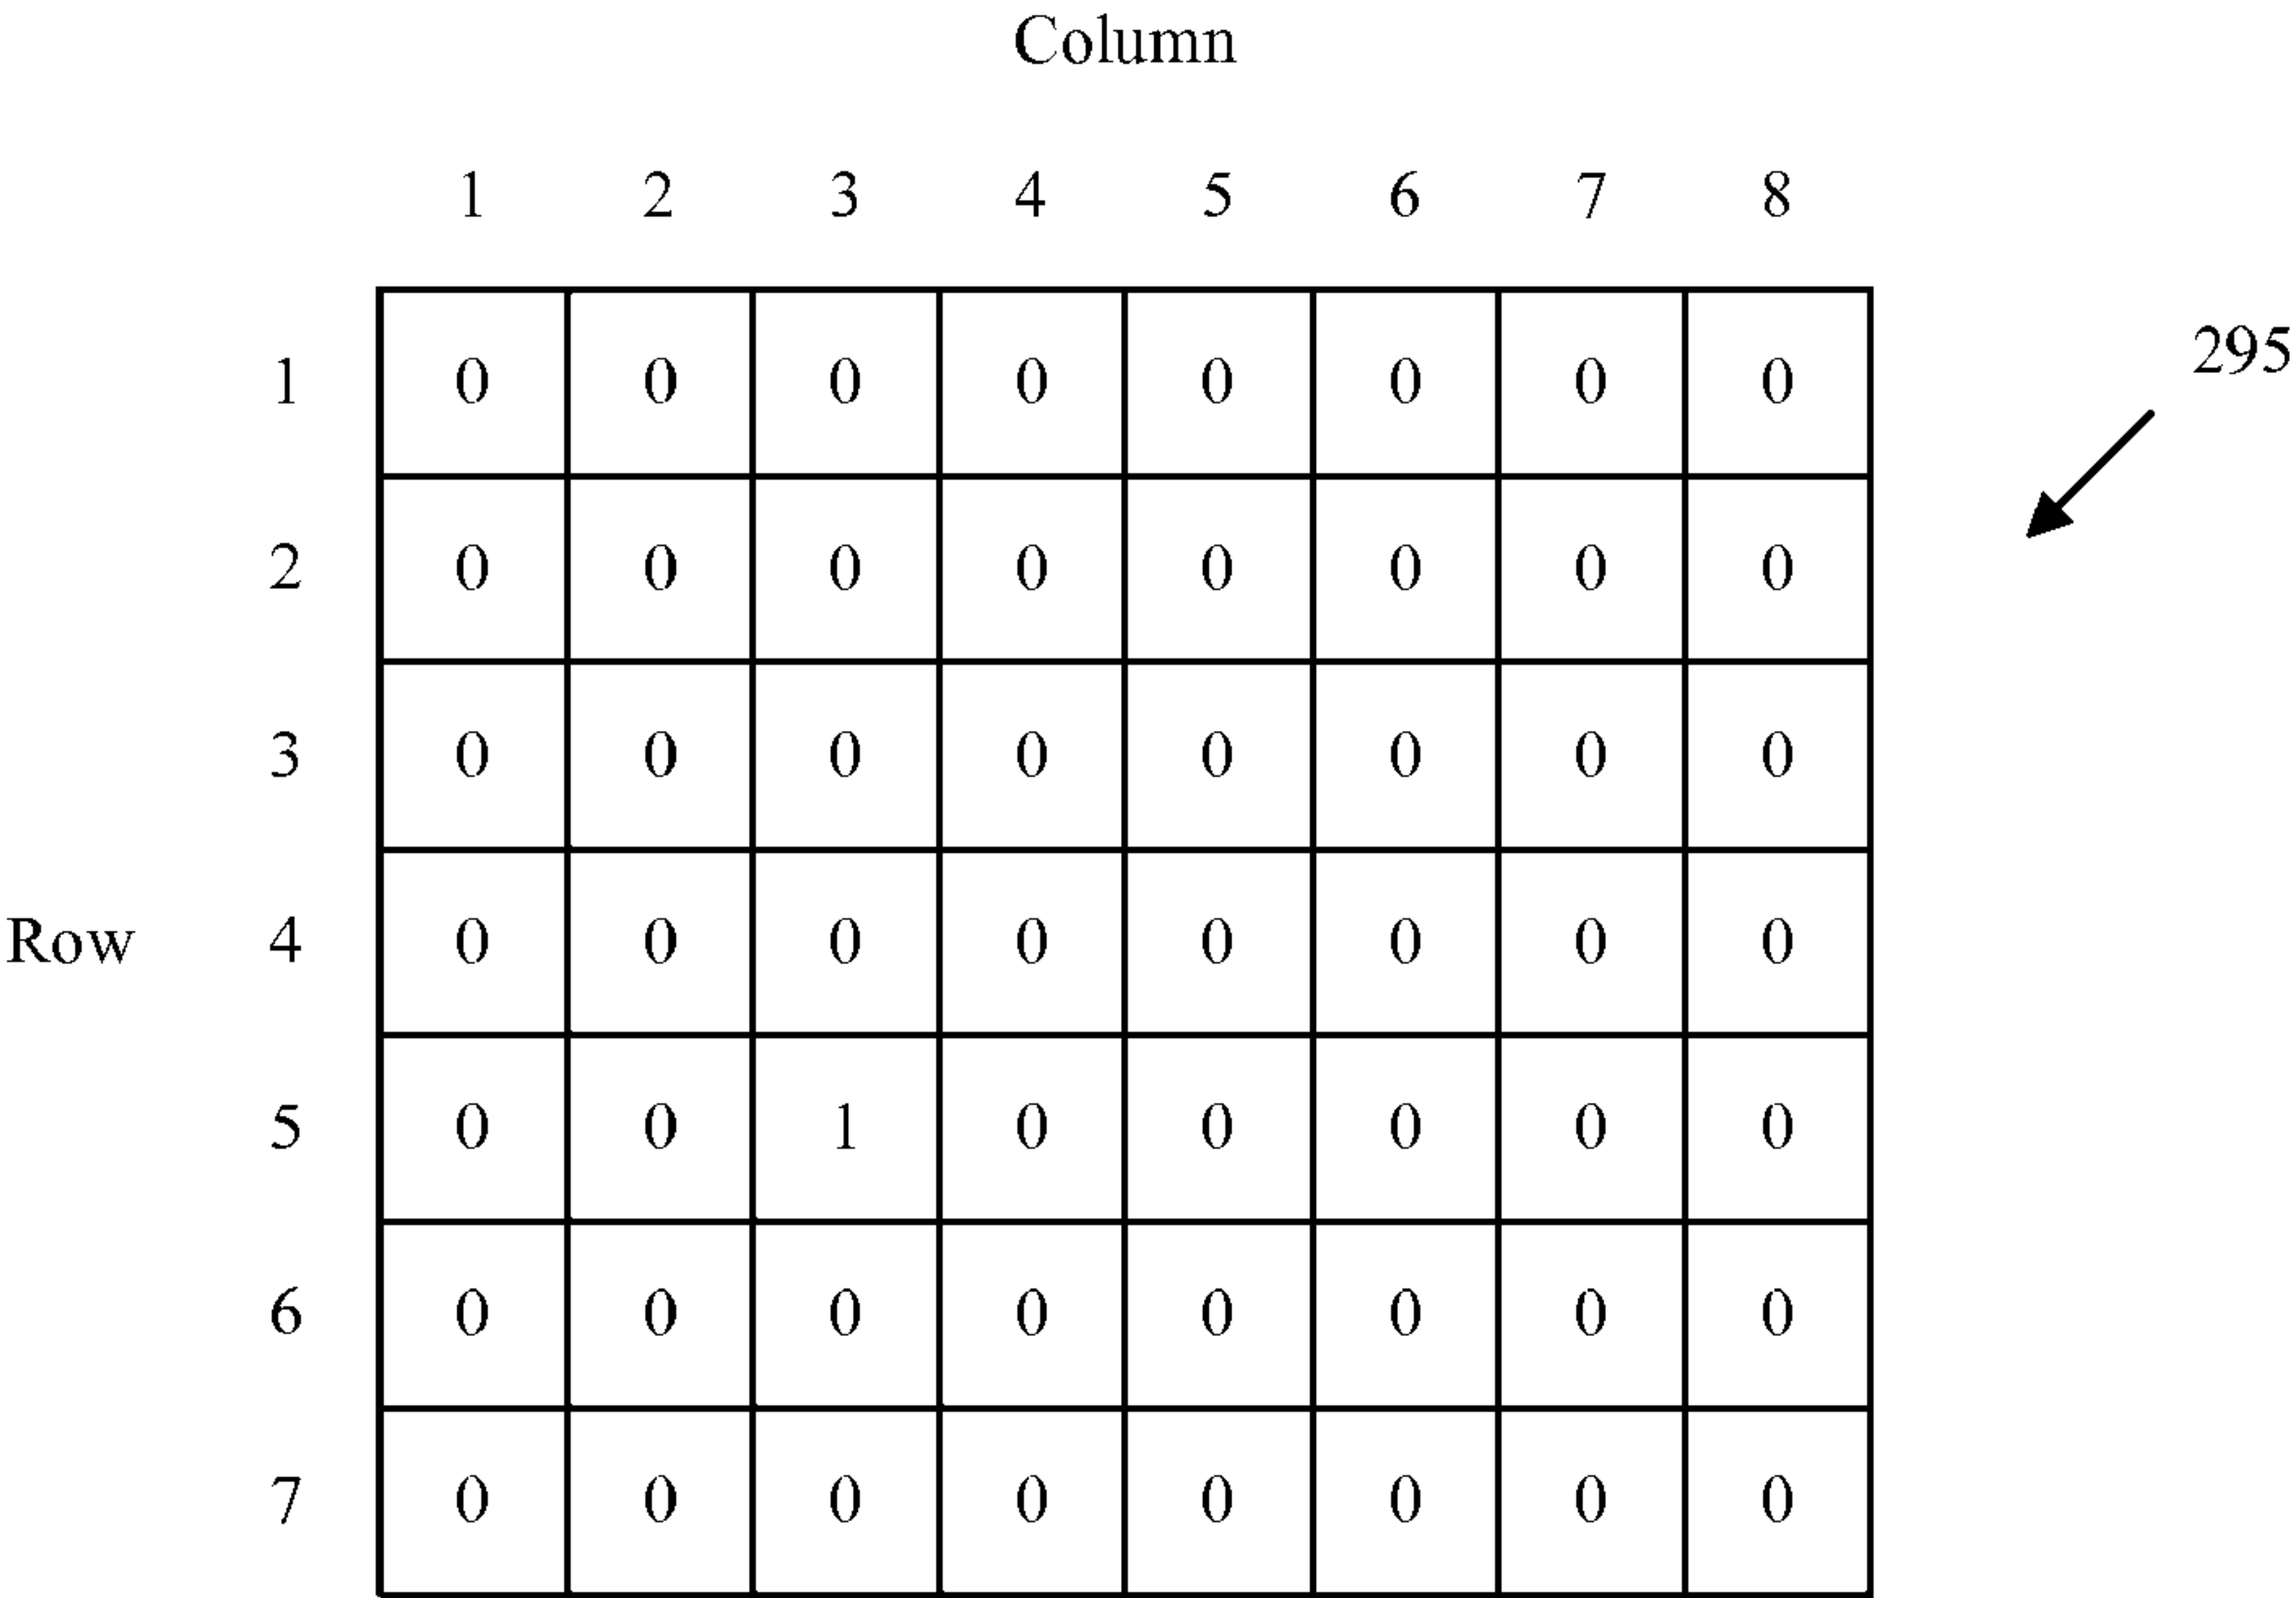 Column
1 2 3 4 5 6 7 8
1 0 0 0 0 0 0 0 0 295
2 0 0 0 0 0 0 0 0
3 0 0 0 0 0 0 0 0
Row 4 0 0 0 0 0 0 0 0
5 0 0 1 0 0 0 0 0
6 0 0 0 0 0 0 0 0
7 0 0 0 0 0 0 0 0